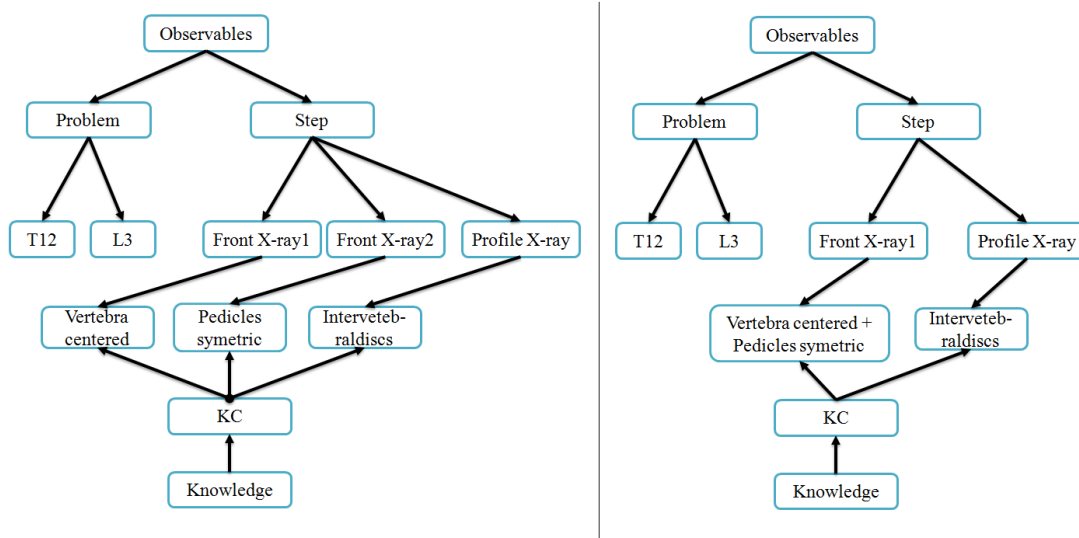 Observables
Problem
Step
T12
L3
Front X-ray1
Front X-ray2
Profile X-ray
Vertebra
centered
Pedicles
symetric
Interveteb-
raldiscs
KC
Knowledge
Observables
Problem
Step
T12
L3
Front X-ray1
Profile X-ray
Vertebra centered +
Pedicles symetric
Interveteb-
raldiscs
KC
Knowledge